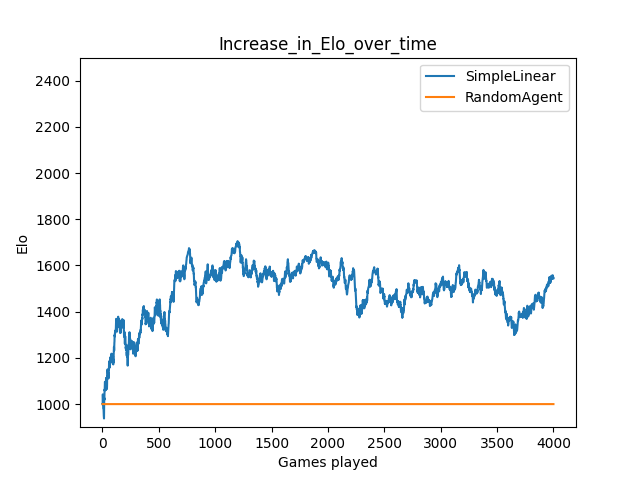 Increase_in_Elo_over_time
SimpleLinear
RandomAgent
2400
2200
2000
1800
1600
1400
1200
1000
Elo
0 500 1000 1500 2000 2500 3000 3500 4000
Games played